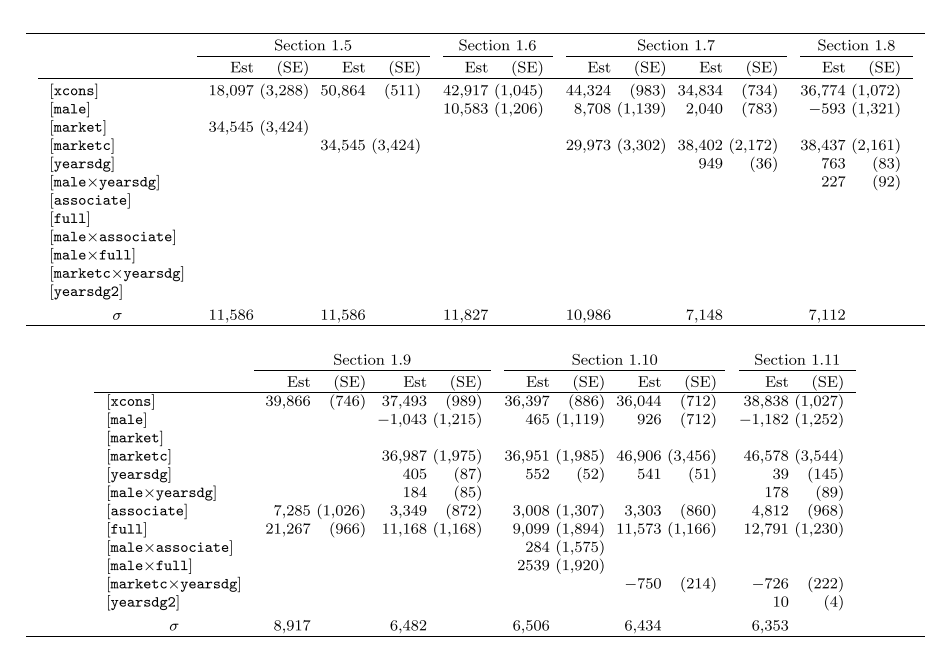 Section 1.5 Section 1.6 Section 1.7 Section 1.8
Est (SE) Est (SE) Est (SE) Est (SE) Est (SE) Est (SE)
[xcons] 18,097 (3,288) 50,864 (511) 42,917 (1,045) 44,324 (983) 34,834 (734) 36,774 (1,072)
[male] 10,583 (1,206) 8,708 (1,139) 2,040 (783) −593 (1,321)
[market] 34,545 (3,424)
[marketc] 34,545 (3,424) 29,973 (3,302) 38,402 (2,172) 38,437 (2,161)
[yearsdg] 949 (36) 763 (83)
[male×yearsdg] 227 (92)
[associate]
[full]
[male×associate]
[male×full]
[marketc×yearsdg]
[yearsdg2]
σ 11,586 11,586 11,827 10,986 7,148 7,112
Section 1.9 Section 1.10 Section 1.11
Est (SE) Est (SE) Est (SE) Est (SE) Est (SE)
[xcons] 39,866 (746) 37,493 (989) 36,397 (886) 36,044 (712) 38,838 (1,027)
[male] −1,043 (1,215) 465 (1,119) 926 (712) −1,182 (1,252)
[market]
[marketc] 36,987 (1,975) 36,951 (1,985) 46,906 (3,456) 46,578 (3,544)
[yearsdg] 405 (87) 552 (52) 541 (51) 39 (145)
[male×yearsdg] 184 (85) 178 (89)
[associate] 7,285 (1,026) 3,349 (872) 3,008 (1,307) 3,303 (860) 4,812 (968)
[full] 21,267 (966) 11,168 (1,168) 9,099 (1,894) 11,573 (1,166) 12,791 (1,230)
[male×associate] 284 (1,575)
[male×full] 2539 (1,920)
[marketc×yearsdg] −750 (214) −726 (222)
[yearsdg2] 10 (4)
σ 8,917 6,482 6,506 6,434 6,353